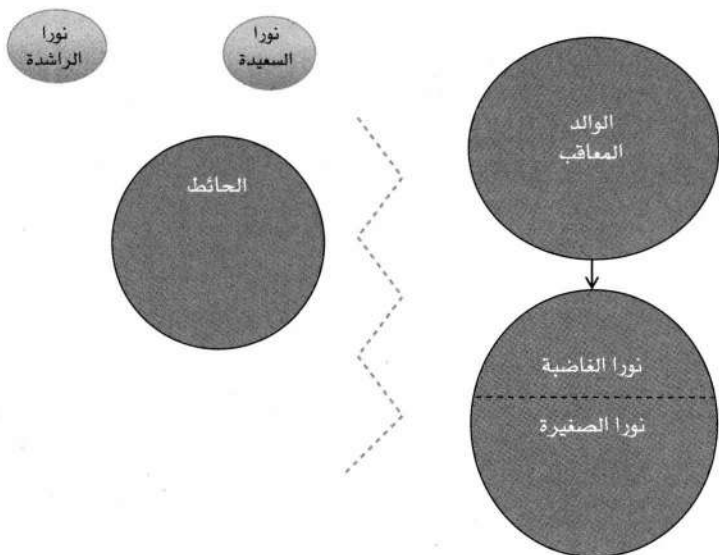 نورا
الراشدة
نورا
السعيدة
الوالد
المعاقب
الحائط
نورا الغاضبة
نورا الصغيرة